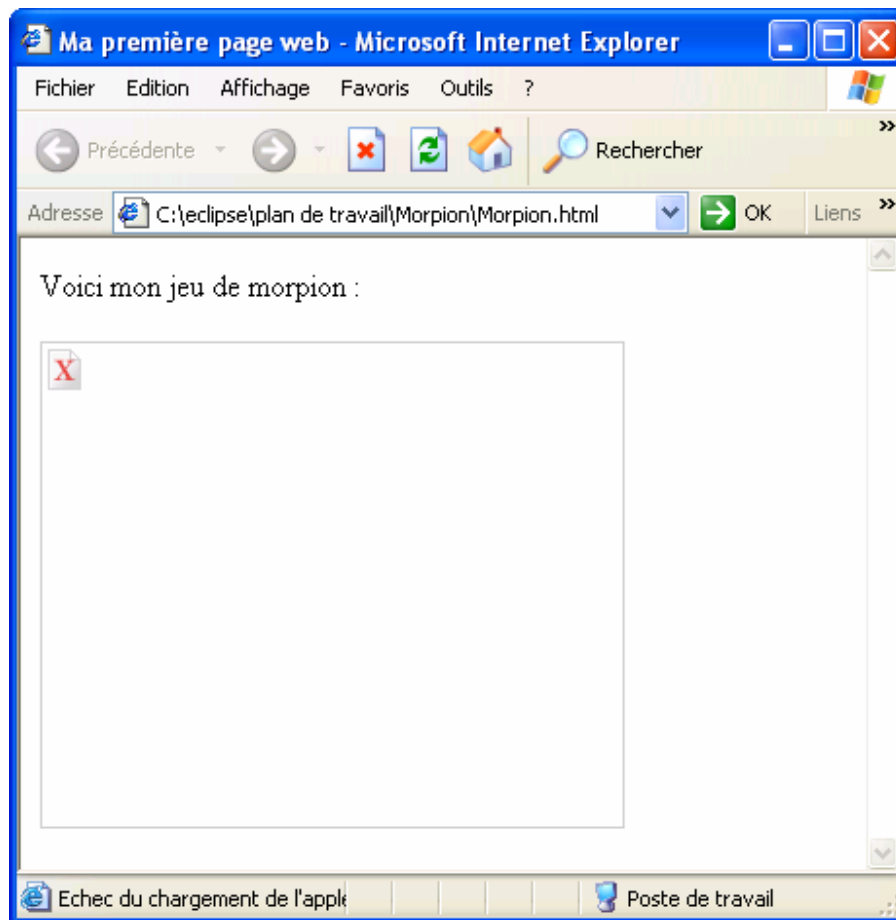 Ma première page web - Microsoft Internet Explorer
Fichier Edition Affichage Favoris Outils ?
Précédente Rechercher »
Adresse C:\eclipse\plan de travail\Morpion\Morpion.html OK Liens »
Voici mon jeu de morpion :
Echec du chargement de l'apple Poste de travail